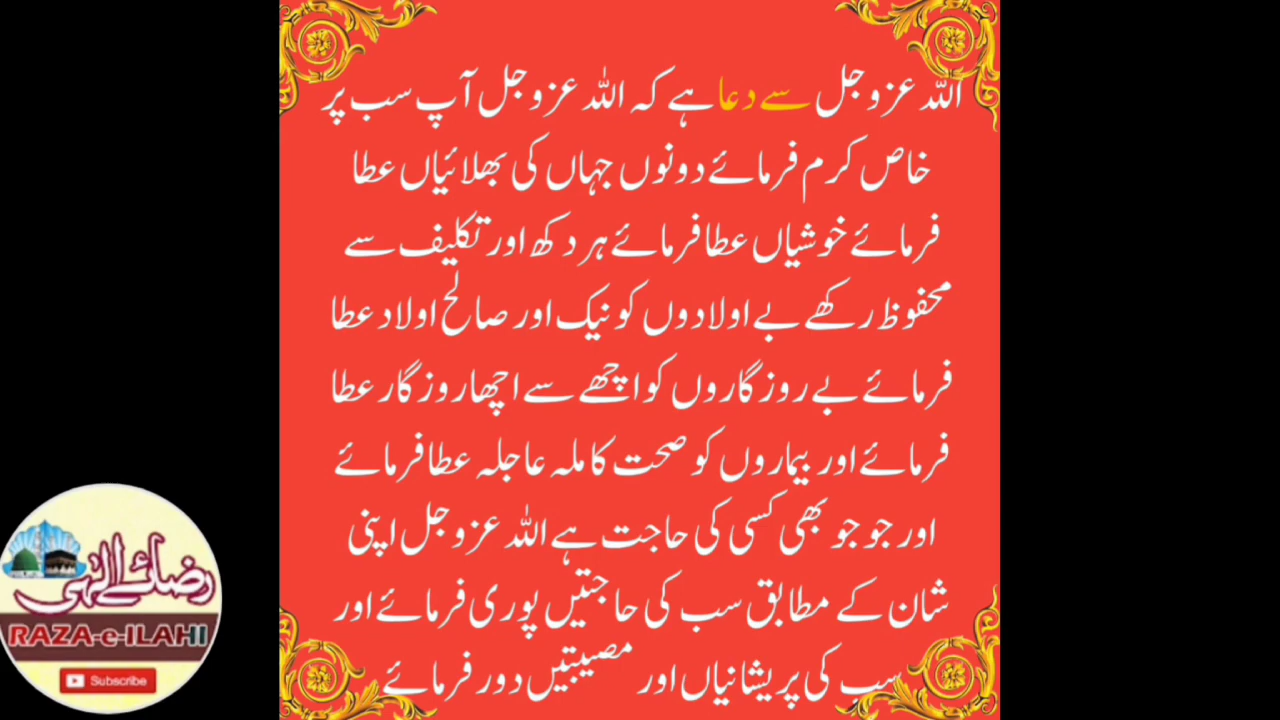 اللہ عزوجل سے دعا ہے کہ اللہ عزوجل آپ سب پر
خاص کرم فرمائے دونوں جہاں کی بھلائیاں عطا
فرمائے خوشیاں عطا فرمائے ہر دکھ اور تکلیف سے
محفوظ رکھے بے اولادوں کو نیک اور صالح اولاد عطا
فرمائے بے روزگاروں کو اچھے سے اچھا روزگار عطا
فرمائے اور بیماروں کو صحت کاملہ عاجلہ عطا فرمائے
اور جو جو بھی کسی کی حاجت ہے اللہ عزوجل اپنی
شان کے مطابق سب کی حاجتیں پوری فرمائے اور
سب کی پریشانیاں اور مصیبتیں دور فرمائے
رضائے الٰہی
RAZA-e-ILAHI
Subscribe